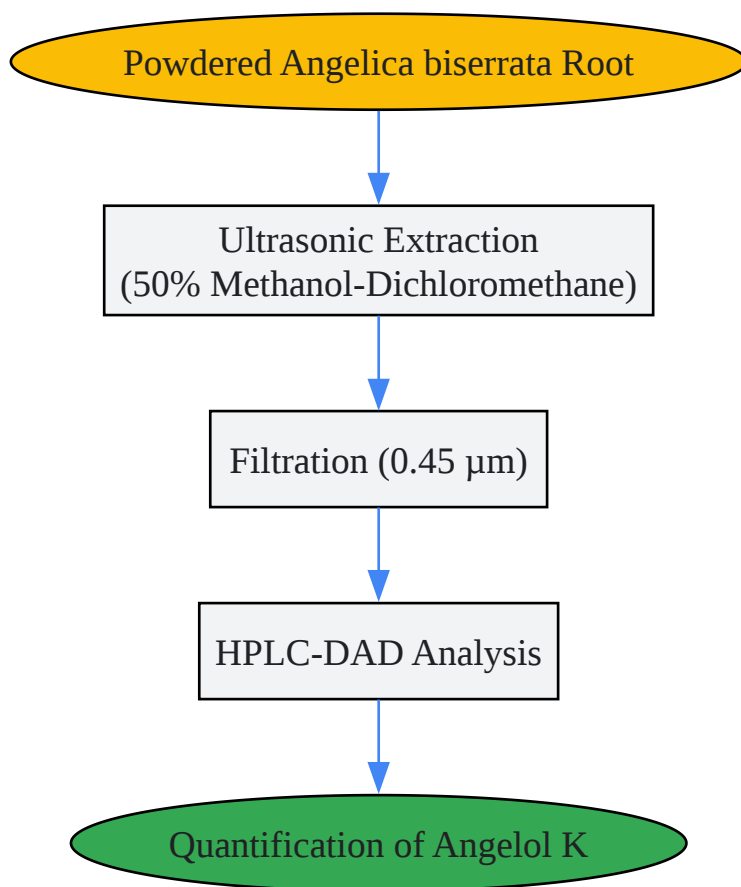 Powdered Angelica biserrata Root
Ultrasonic Extraction
(50% Methanol-Dichloromethane)
Filtration (0.45 µm)
HPLC-DAD Analysis
Quantification of Angelol K